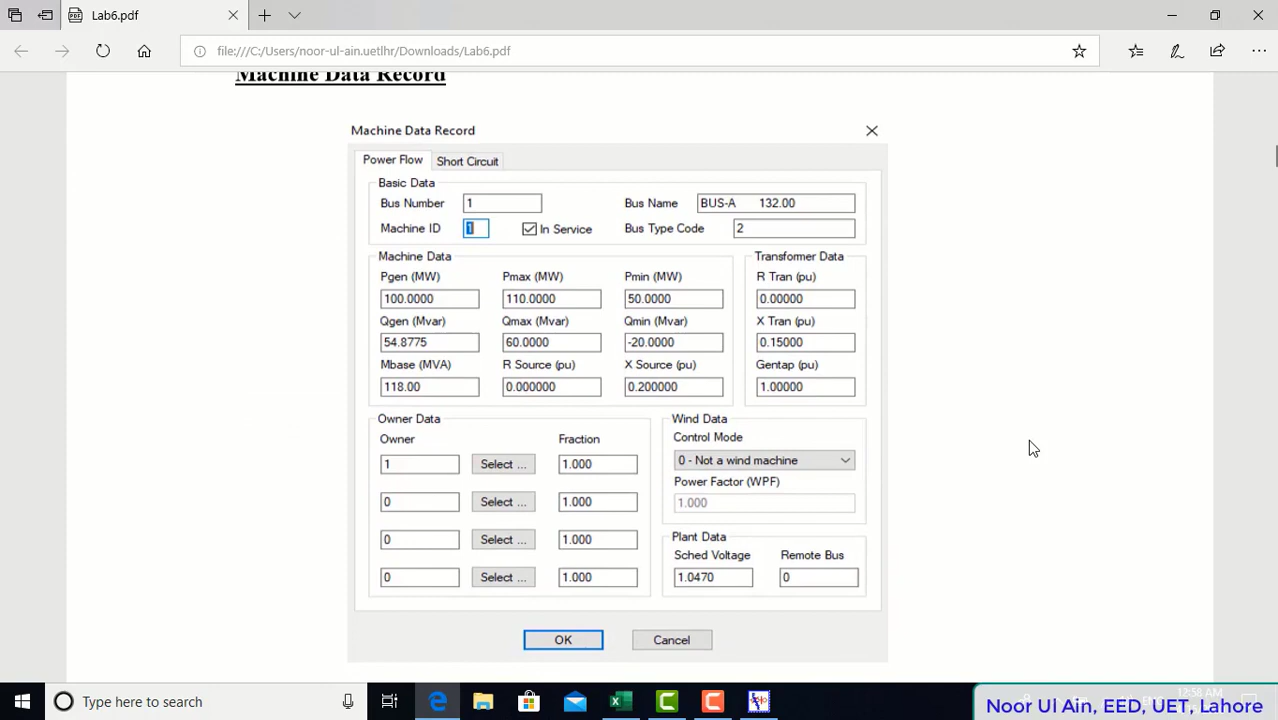 Lab6.pdf
file:///C:/Users/noor-ul-ain.uetlhr/Downloads/Lab6.pdf
Machine Data Record
Machine Data Record
Power Flow Short Circuit
Basic Data
Bus Number 1 Bus Name BUS-A 132.00
Machine ID 1 In Service Bus Type Code 2
Machine Data Transformer Data
Pgen (MW) Pmax (MW) Pmin (MW) R Tran (pu)
100.0000 110.0000 50.0000 0.00000
Qgen (Mvar) Qmax (Mvar) Qmin (Mvar) X Tran (pu)
54.8775 60.0000 -20.0000 0.15000
Mbase (MVA) R Source (pu) X Source (pu) Gentap (pu)
118.00 0.000000 0.200000 1.00000
Owner Data Wind Data
Owner Fraction Control Mode
1 Select ... 1.000 0 - Not a wind machine
Power Factor (WPF)
0 Select ... 1.000 1.000
0 Select ... 1.000 Plant Data
Sched Voltage Remote Bus
0 Select ... 1.000 1.0470 0
OK Cancel
Type here to search
12:58 AM
Noor Ul Ain, EED, UET, Lahore